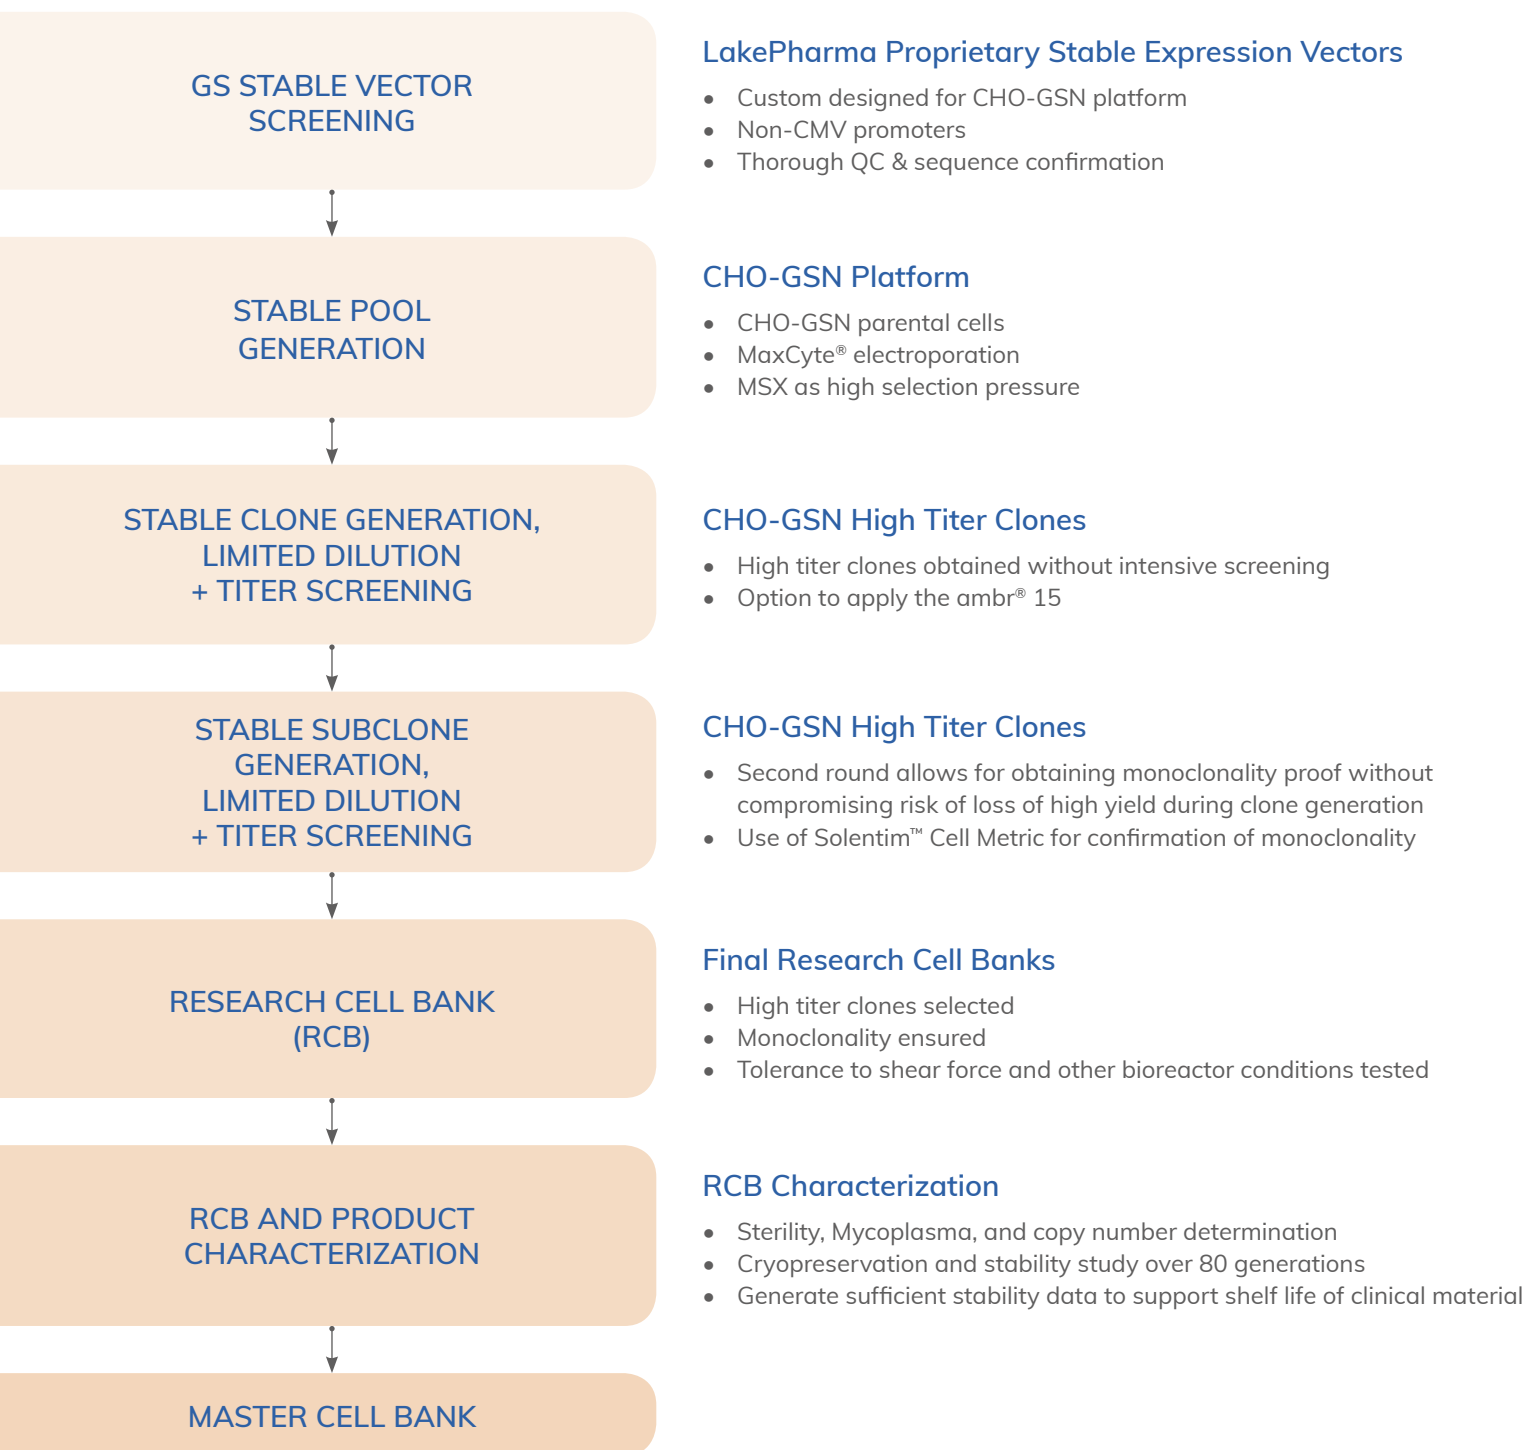 GS STABLE VECTOR
SCREENING
LakePharma Proprietary Stable Expression Vectors
• Custom designed for CHO-GSN platform
• Non-CMV promoters
• Thorough QC & sequence confirmation
STABLE POOL
GENERATION
CHO-GSN Platform
• CHO-GSN parental cells
• MaxCyte® electroporation
• MSX as high selection pressure
STABLE CLONE GENERATION,
LIMITED DILUTION
+ TITER SCREENING
CHO-GSN High Titer Clones
• High titer clones obtained without intensive screening
• Option to apply the ambr® 15
STABLE SUBCLONE
GENERATION,
LIMITED DILUTION
+ TITER SCREENING
CHO-GSN High Titer Clones
• Second round allows for obtaining monoclonality proof without
compromising risk of loss of high yield during clone generation
• Use of Solentim™ Cell Metric for confirmation of monoclonality
RESEARCH CELL BANK
(RCB)
Final Research Cell Banks
• High titer clones selected
• Monoclonality ensured
• Tolerance to shear force and other bioreactor conditions tested
RCB AND PRODUCT
CHARACTERIZATION
RCB Characterization
• Sterility, Mycoplasma, and copy number determination
• Cryopreservation and stability study over 80 generations
• Generate sufficient stability data to support shelf life of clinical material
MASTER CELL BANK